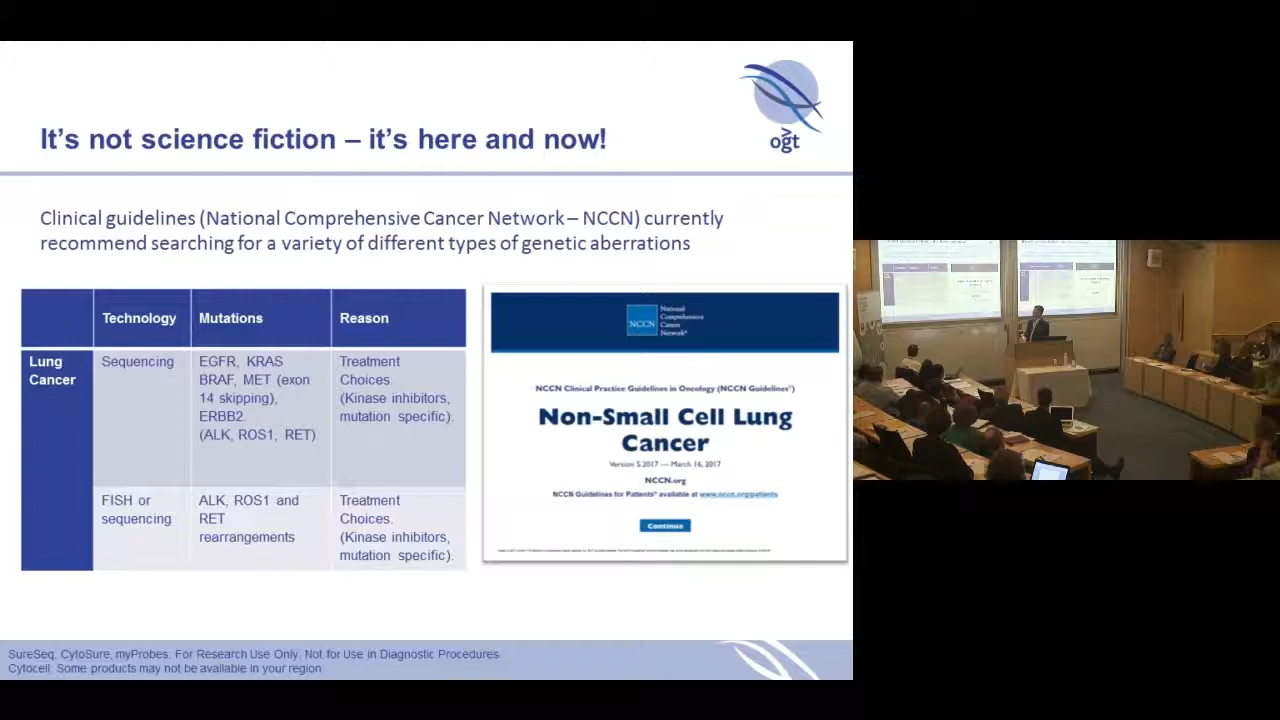 ogt
It's not science fiction – it's here and now!
Clinical guidelines (National Comprehensive Cancer Network – NCCN) currently
recommend searching for a variety of different types of genetic aberrations
Technology
Mutations
Reason
Lung
Cancer
Sequencing
EGFR, KRAS
BRAF, MET (exon
14 skipping),
ERBB2.
(ALK, ROS1, RET)
Treatment
Choices.
(Kinase inhibitors,
mutation specific).
FISH or
sequencing
ALK, ROS1 and
RET
rearrangements
Treatment
Choices.
(Kinase inhibitors,
mutation specific).
NCCN
National
Comprehensive
Cancer
Network®
NCCN Clinical Practice Guidelines in Oncology (NCCN Guidelines®)
Non-Small Cell Lung
Cancer
Version 5.2017 — March 16, 2017
NCCN.org
NCCN Guidelines for Patients® available at www.nccn.org/patients
Continue
SureSeq, CytoSure, myProbes: For Research Use Only. Not for Use in Diagnostic Procedures
Cytocell: Some products may not be available in your region